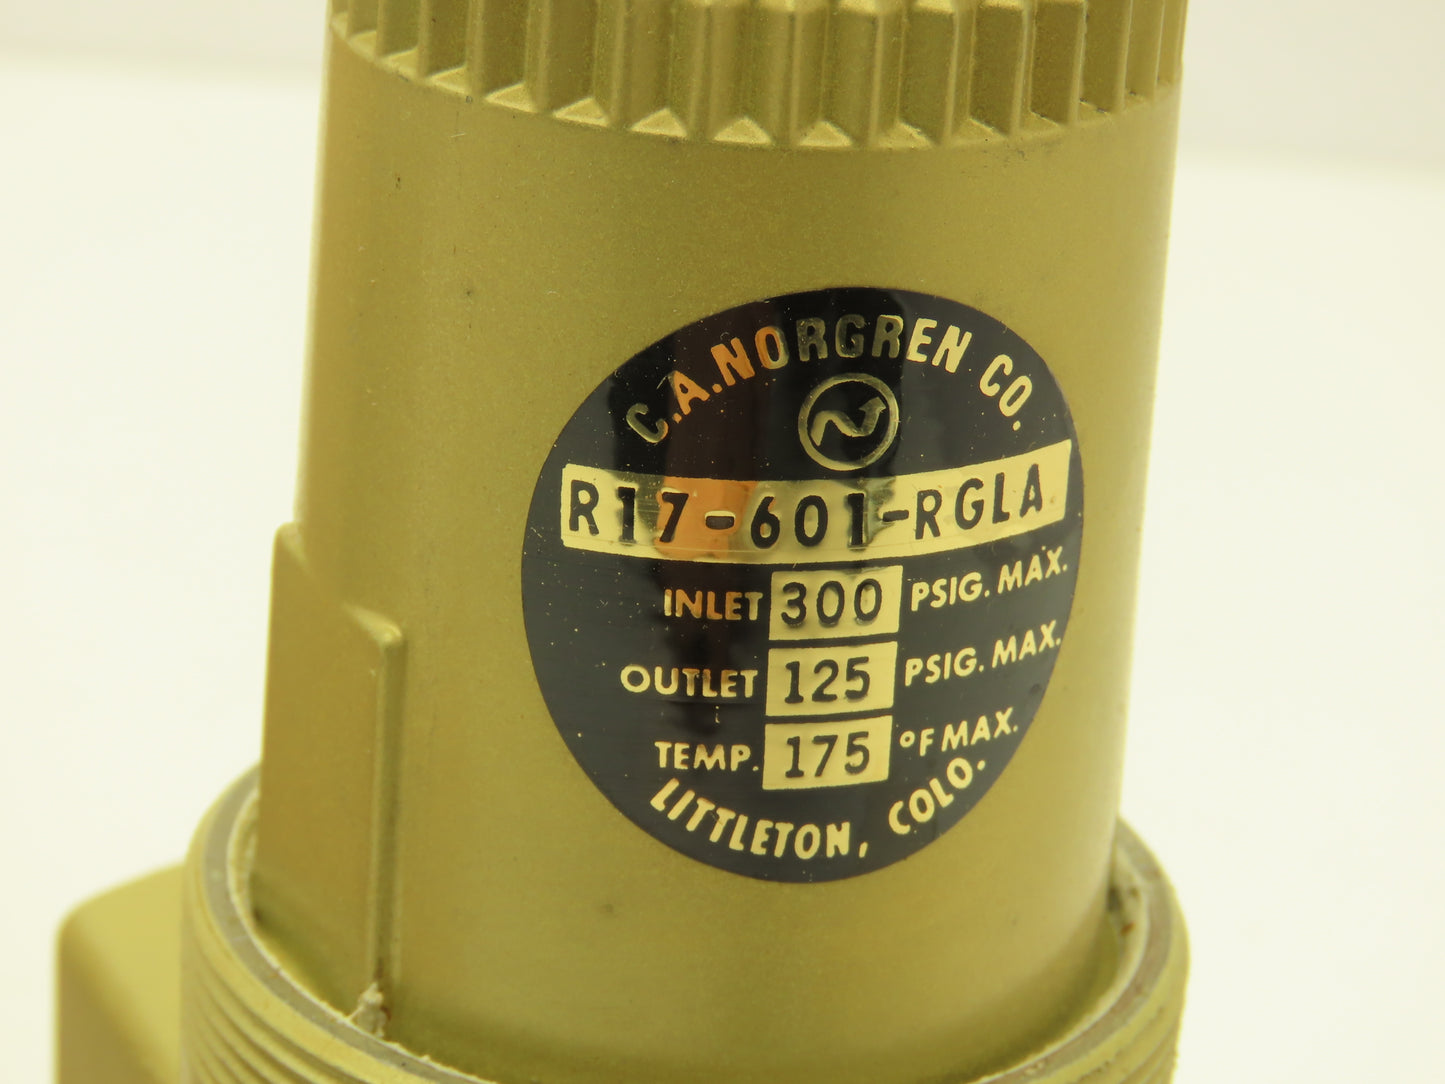 C.A.NORGREN CO.
R17-601-RGLA
INLET 300 PSIG. MAX.
OUTLET 125 PSIG. MAX.
TEMP. 175 °F MAX.
LITTLETON, COLO.